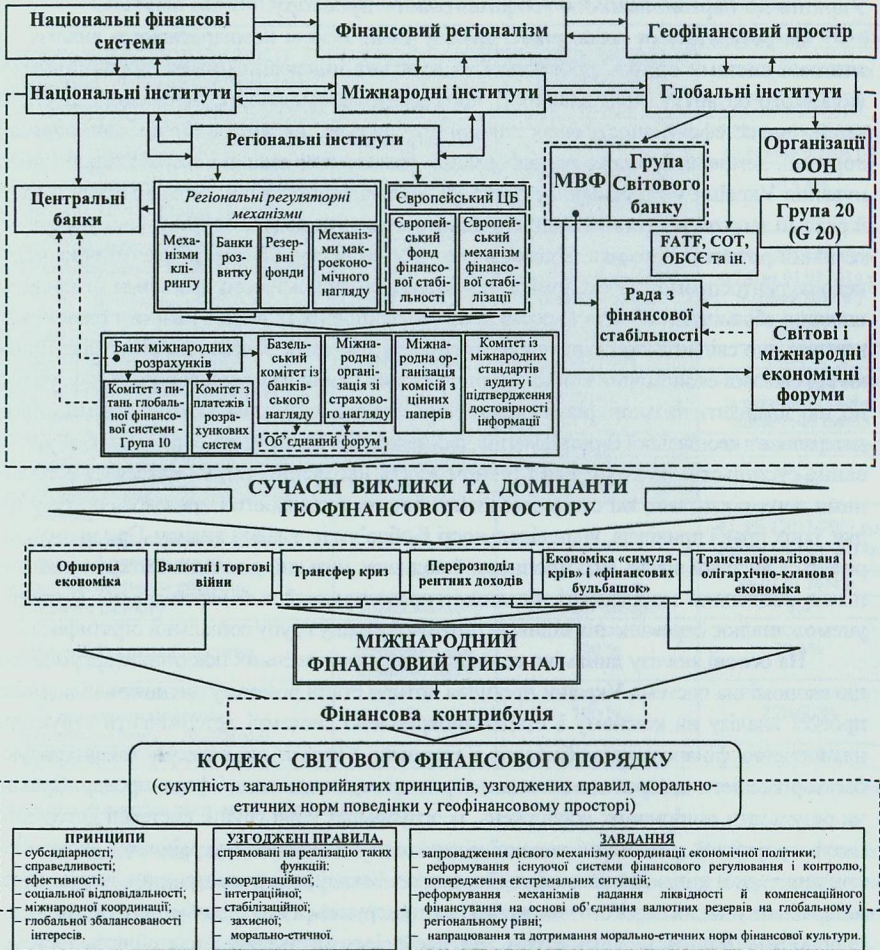 Національні фінансові
системи
Фінансовий регіоналізм
Геофінансовий простір
Національні інститути
Міжнародні інститути
Глобальні інститути
Регіональні інститути
Організації
ООН
МВФ
Група
Світового
банку
Центральні
банки
Регіональні регуляторні
механізми
Європейський ЦБ
Група 20
(G 20)
Меха-
нізми
клі-
рингу
Банки
роз-
витку
Резер-
вні
фонди
Механіз-
ми мак-
роеконо-
мічного
нагляду
Європей-
ський
фонд
фінансо-
вої стабі-
льності
Європей-
ський
механізм
фінансо-
вої стабі-
лізації
FATF, СОТ,
ОБСЄ та ін.
Рада з
фінансової
стабільності
Світові і
міжнародні
економічні
форуми
Банк міжнародних
розрахунків
Комітет з пи-
тань глобаль-
ної фінансо-
вої системи -
Група 10
Комітет з
платежів і
розра-
хункових
систем
Базель-
ський
комітет із
банків-
ського
нагляду
Між-
народна
органі-
зація зі
страхово-
го нагляду
Між-
народна ор-
ганізація
комісій з
цінних
паперів
Комітет із
міжнародних
стандартів
аудиту і
підтвердження
достовірності
інформації
Об’єднаний форум
СУЧАСНІ ВИКЛИКИ ТА ДОМІНАНТИ
ГЕОФІНАНСОВОГО ПРОСТОРУ
Офшорна
економіка
Валютні і торгові
війни
Трансфер криз
Перерозподіл
рентних доходів
Економіка «симуля-
крів» і «фінансових
бульбашок»
Транснаціоналізована
олігархічно-кланова
економіка
МІЖНАРОДНИЙ
ФІНАНСОВИЙ ТРИБУНАЛ
Фінансова контрибуція
КОДЕКС СВІТОВОГО ФІНАНСОВОГО ПОРЯДКУ
(сукупність загальноприйнятих принципів, узгоджених правил, морально-
етичних норм поведінки у геофінансовому просторі)
ПРИНЦИПИ
– субсидіарності;
– справедливості;
– ефективності;
– соціальної відповідальності;
– міжнародної координації;
– глобальної збалансованості
інтересів.
УЗГОДЖЕНІ ПРАВИЛА,
спрямовані на реалізацію таких
функцій:
– координаційної;
– інтеграційної;
– стабілізаційної;
– захисної;
– морально-етичної.
ЗАВДАННЯ
– запровадження дієвого механізму координації економічної політики;
– реформування існуючої системи фінансового регулювання і контролю,
попередження екстремальних ситуацій;
– реформування механізмів надання ліквідності й інноваційного
фінансування на основі об’єднання валютних резервів на глобальному і
регіональному рівні;
– напрацювання та дотримання морально-етичних норм фінансової культури.